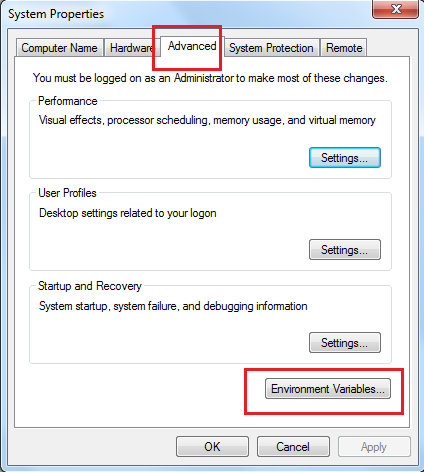 System Properties
Computer Name Hardware Advanced System Protection Remote
You must be logged on as an Administrator to make most of these changes.
Performance
Visual effects, processor scheduling, memory usage, and virtual memory
Settings...
User Profiles
Desktop settings related to your logon
Settings...
Startup and Recovery
System startup, system failure, and debugging information
Settings...
Environment Variables...
OK Cancel Apply